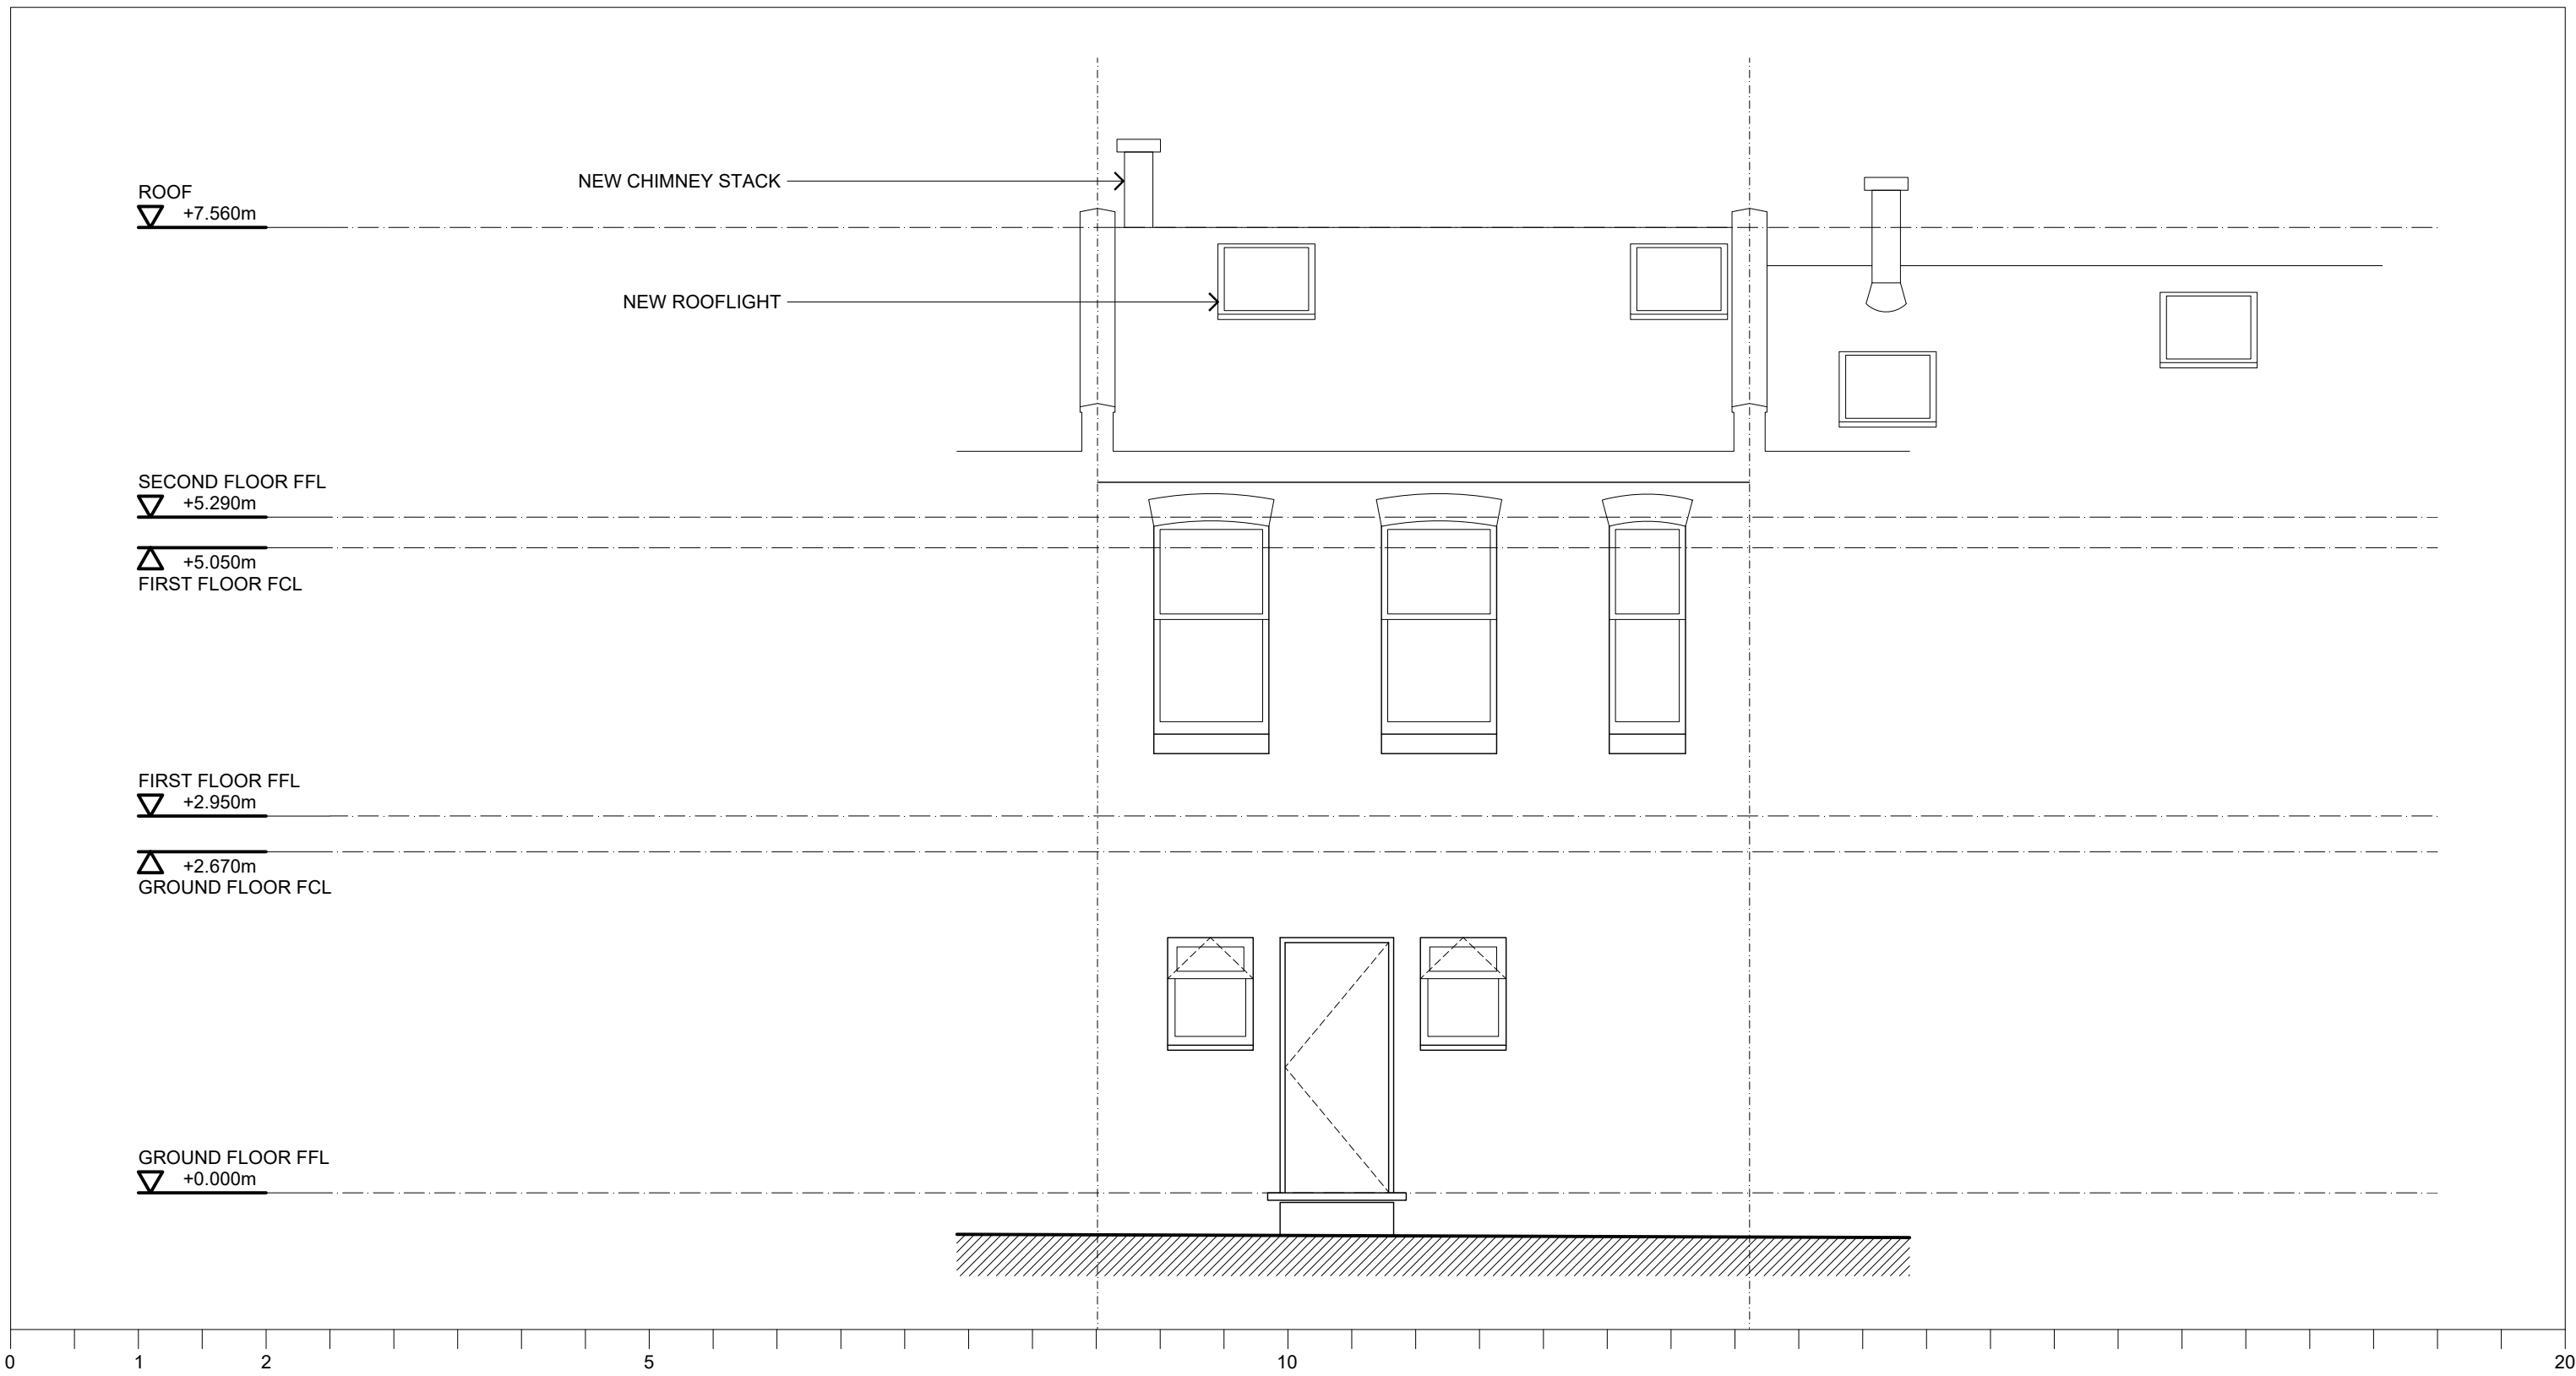 NEW CHIMNEY STACK
ROOF
+7.560m
NEW ROOFLIGHT
SECOND FLOOR FFL
+5.290m
+5.050m
FIRST FLOOR FCL
FIRST FLOOR FFL
+2.950m
+2.670m
GROUND FLOOR FCL
GROUND FLOOR FFL
+0.000m
0 1 2 5 10 20